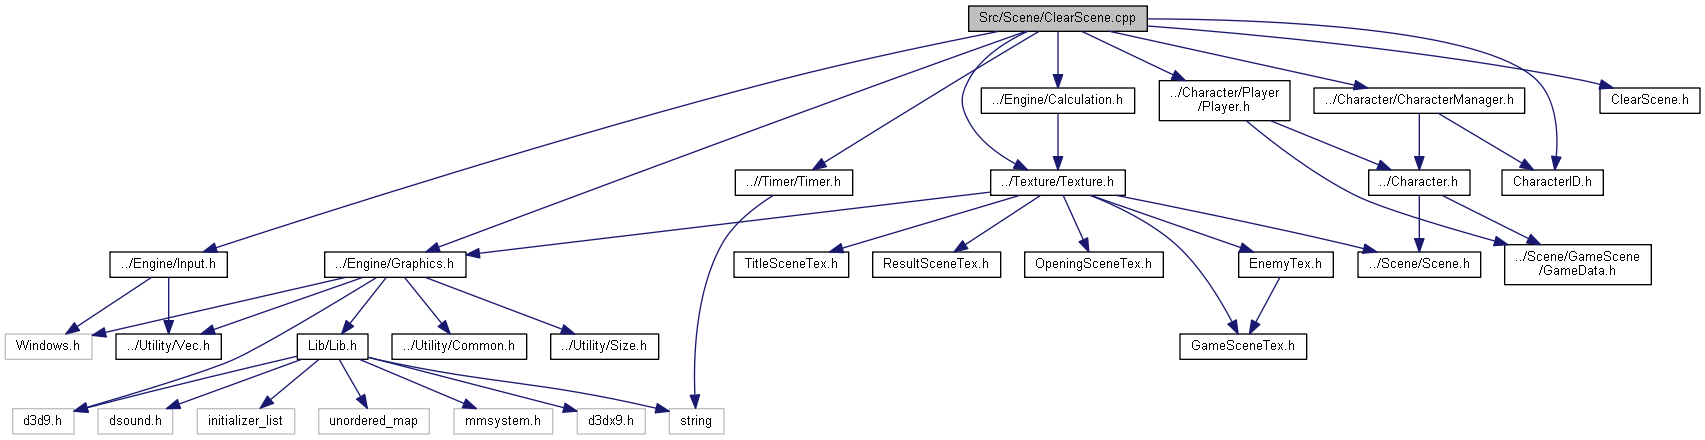 Src/Scene/ClearScene.cpp
../Character/Player
/Player.h
../Engine/Calculation.h
../Character/CharacterManager.h
ClearScene.h
..//Timer/Timer.h
../Texture/Texture.h
../Character.h
CharacterID.h
../Engine/Input.h
../Engine/Graphics.h
TitleSceneTex.h
ResultSceneTex.h
OpeningSceneTex.h
EnemyTex.h
../Scene/Scene.h
../Scene/GameScene
/GameData.h
Windows.h
../Utility/Vec.h
Lib/Lib.h
../Utility/Common.h
../Utility/Size.h
GameSceneTex.h
d3d9.h
dsound.h
initializer_list
unordered_map
mmsystem.h
d3dx9.h
string